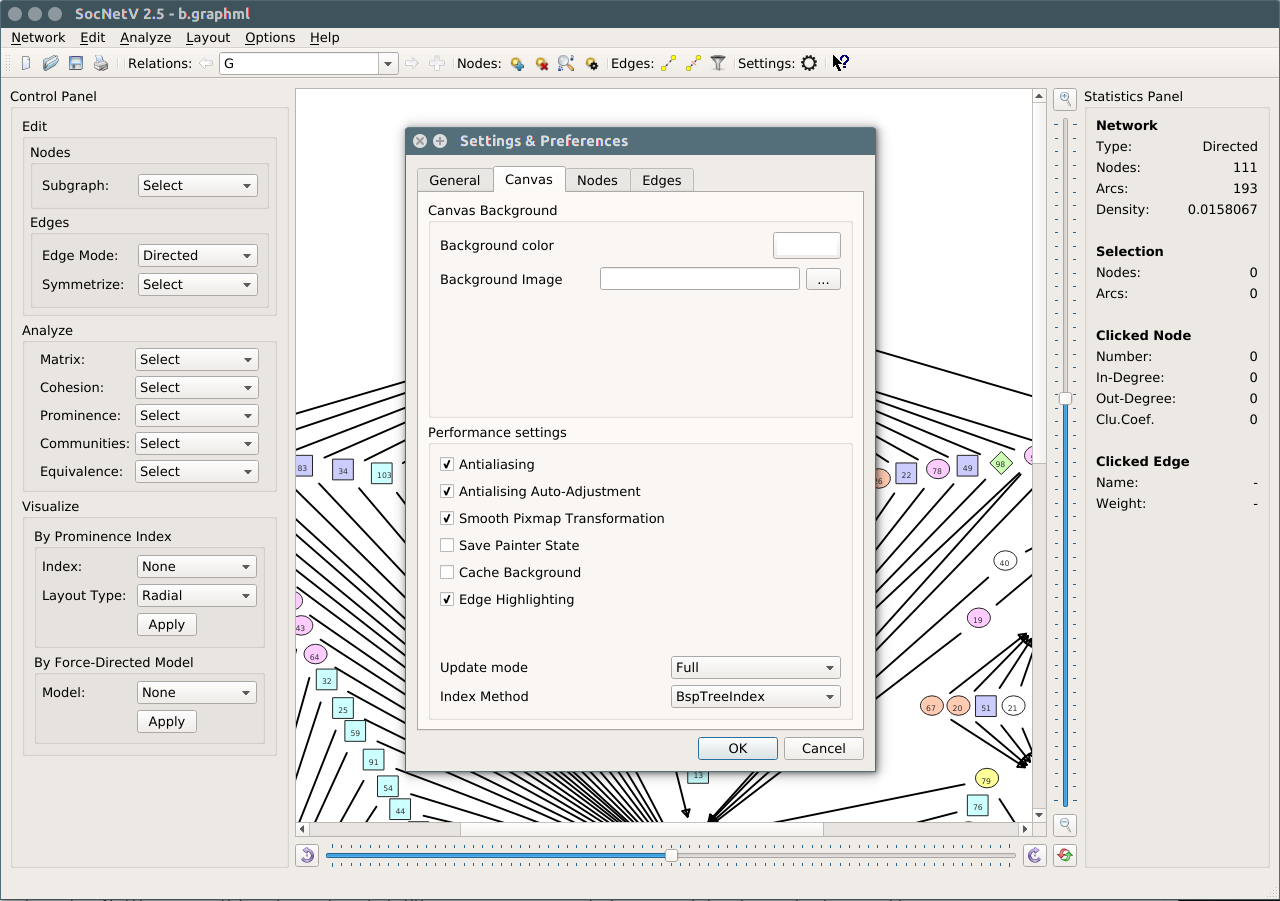 SocNetV 2.5 - b.graphml
Network Edit Analyze Layout Options Help
Relations: G Nodes: Edges: Settings:
Control Panel
Edit
Nodes
Subgraph: Select
Edges
Edge Mode: Directed
Symmetrize: Select
Analyze
Matrix: Select
Cohesion: Select
Prominence: Select
Communities: Select
Equivalence: Select
Visualize
By Prominence Index
Index: None
Layout Type: Radial
Apply
By Force-Directed Model
Model: None
Apply
83 34 103
43
64
32
25
59
91
54
44
Settings & Preferences
General Canvas Nodes Edges
Canvas Background
Background color
Background Image ...
Performance settings
Antialiasing
Antialising Auto-Adjustment
Smooth Pixmap Transformation
Save Painter State
Cache Background
Edge Highlighting
Update mode Full
Index Method BspTreeIndex
OK Cancel
13
22 78 49 98
40
19
67 20 51 21
79
76
Statistics Panel
Network
Type: Directed
Nodes: 111
Arcs: 193
Density: 0.0158067
Selection
Nodes: 0
Arcs: 0
Clicked Node
Number: 0
In-Degree: 0
Out-Degree: 0
Clu.Coef. 0
Clicked Edge
Name: -
Weight: -